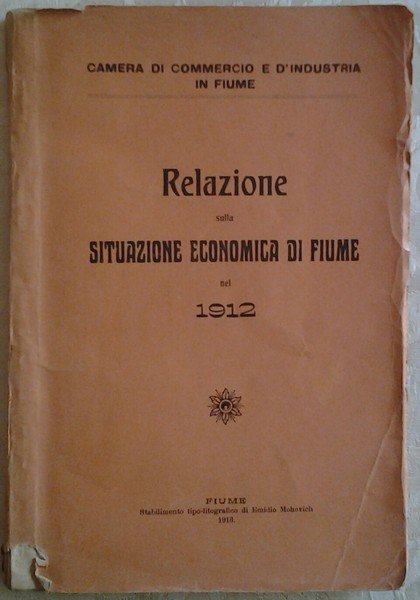 CAMERA DI COMMERCIO E D'INDUSTRIA
IN FIUME
Relazione
sulla
SITUAZIONE ECONOMICA DI FIUME
nel
1912
FIUME
Stabilimento tipo-litografico di Emidio Mohovich
1913.